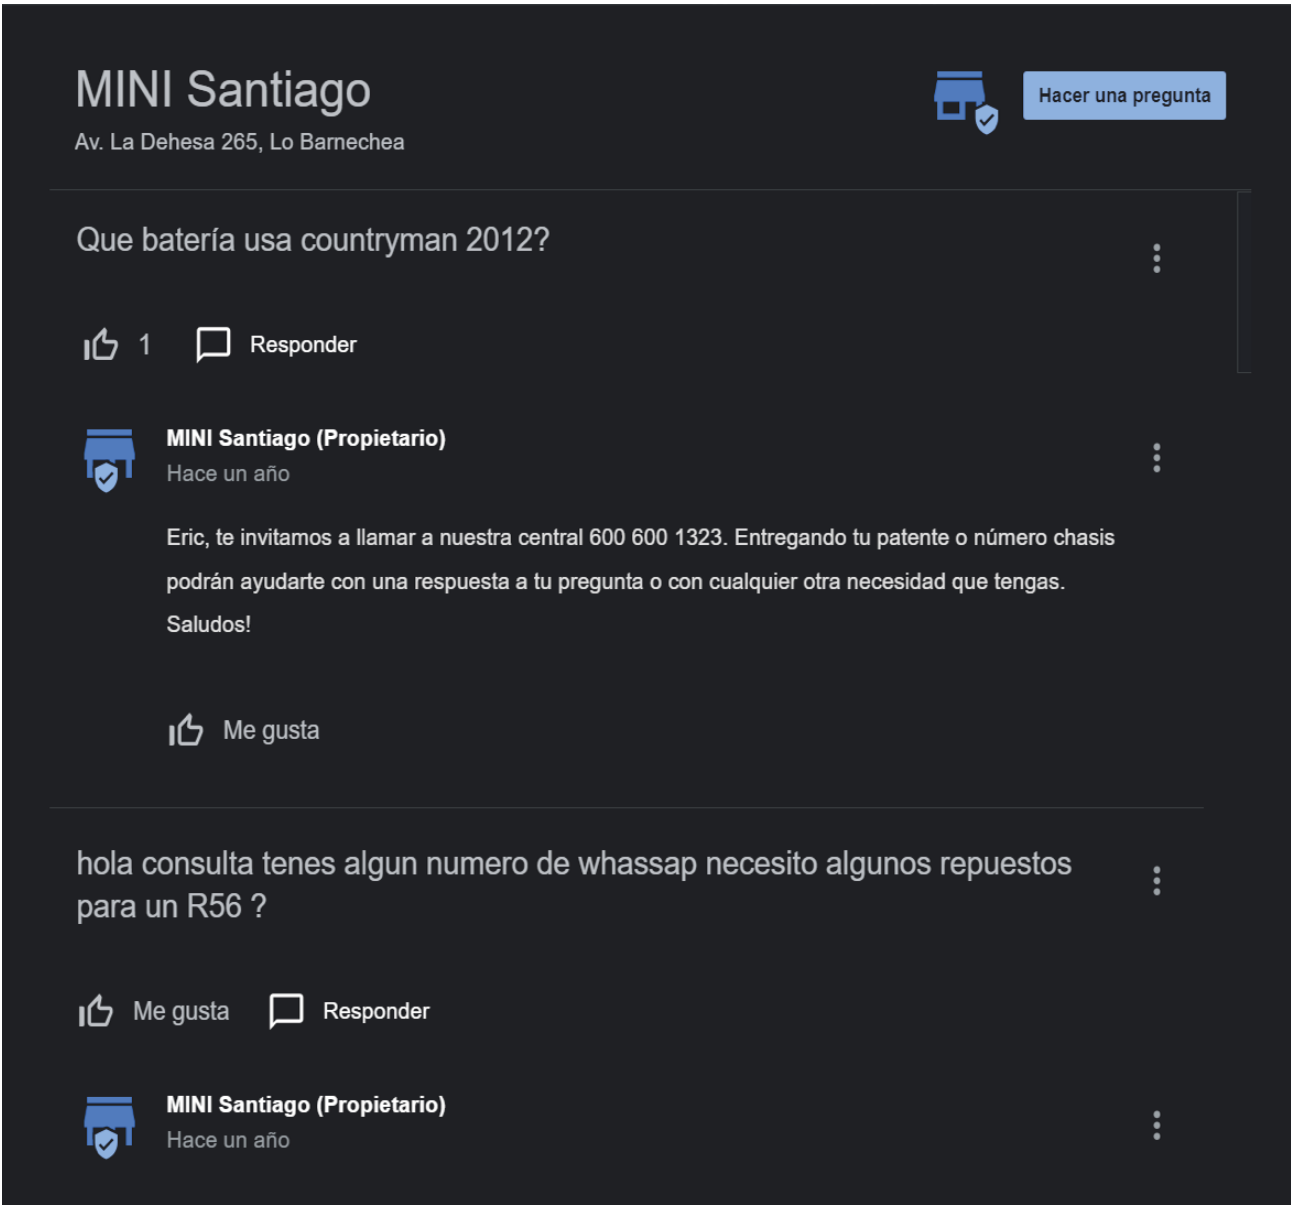 MINI Santiago
Hacer una pregunta
Av. La Dehesa 265, Lo Barnechea
Que batería usa countryman 2012?
1 Responder
MINI Santiago (Propietario)
Hace un año
Eric, te invitamos a llamar a nuestra central 600 600 1323. Entregando tu patente o número chasis
podrán ayudarte con una respuesta a tu pregunta o con cualquier otra necesidad que tengas.
Saludos!
Me gusta
hola consulta tenes algun numero de whassap necesito algunos repuestos
para un R56 ?
Me gusta Responder
MINI Santiago (Propietario)
Hace un año